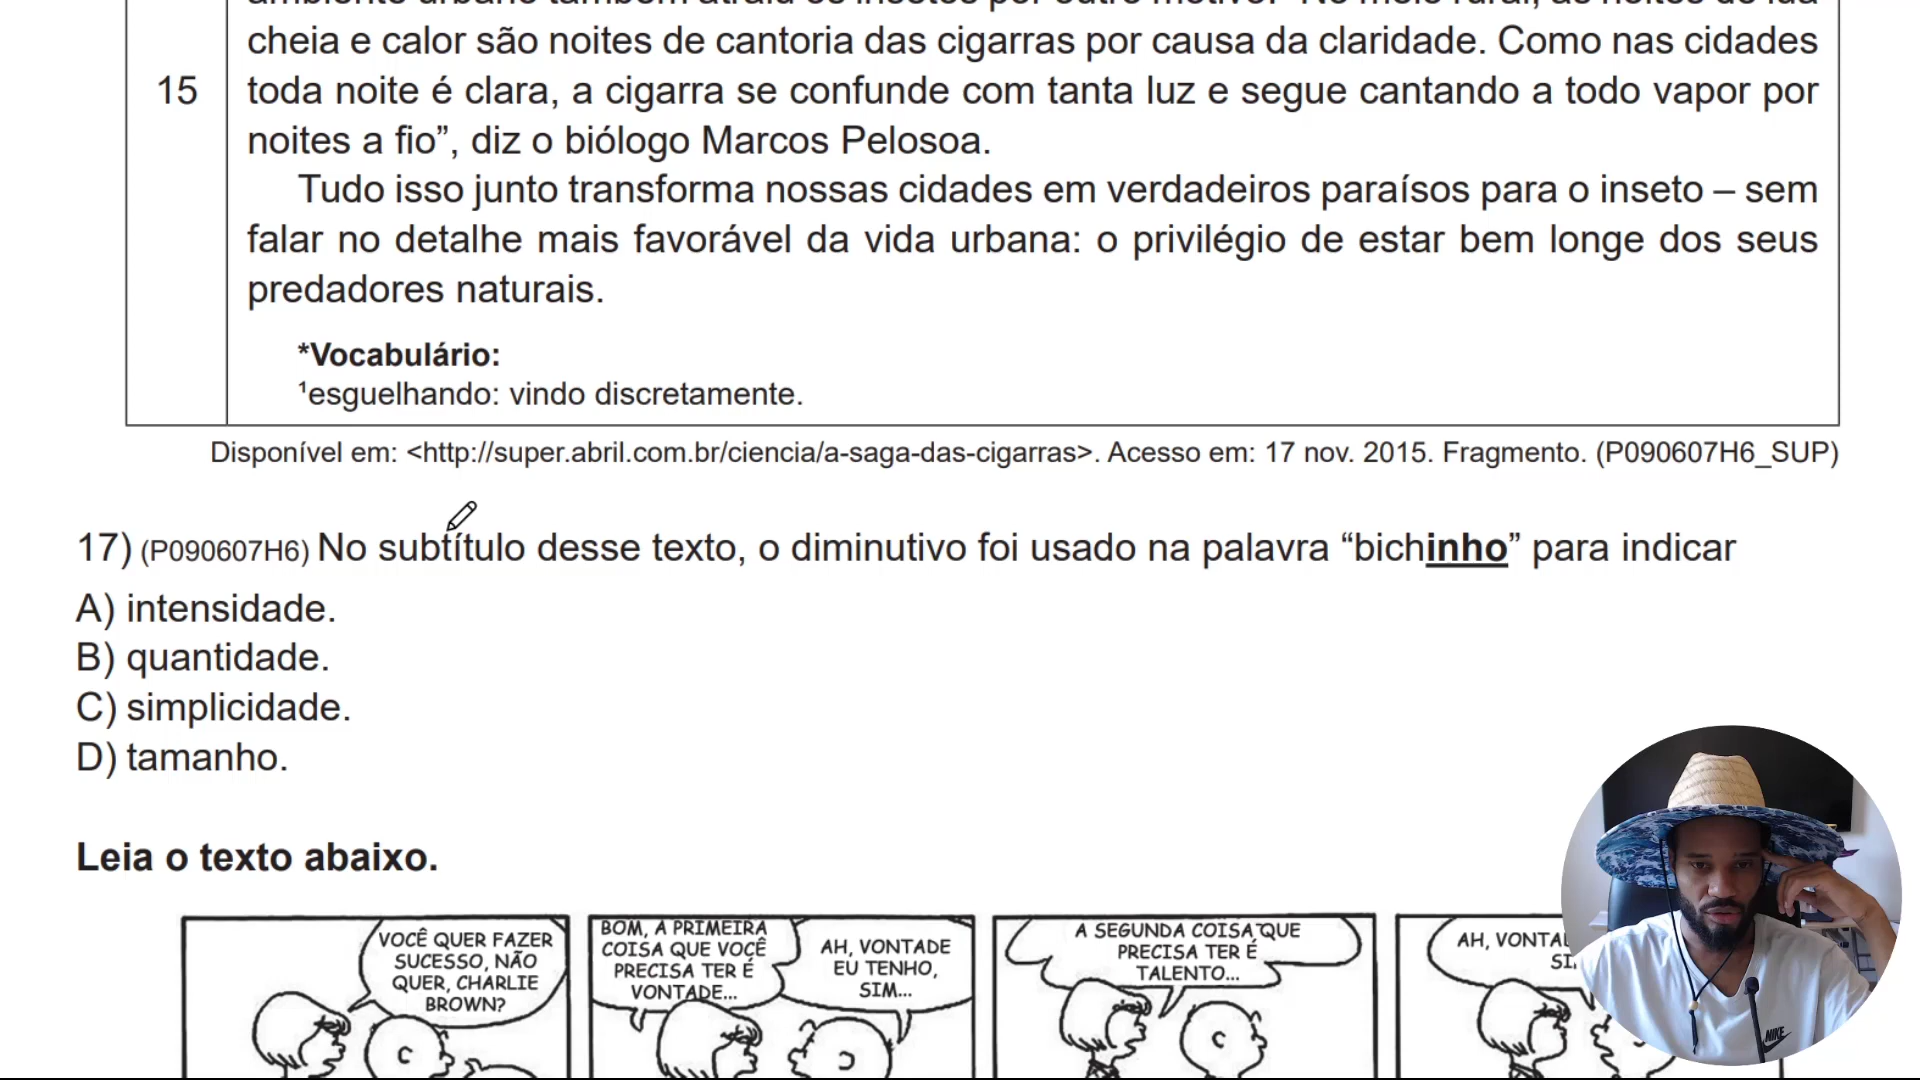 cheia e calor são noites de cantoria das cigarras por causa da claridade. Como nas cidades
15 toda noite é clara, a cigarra se confunde com tanta luz e segue cantando a todo vapor por
noites a fio”, diz o biólogo Marcos Pelosoa.
Tudo isso junto transforma nossas cidades em verdadeiros paraísos para o inseto – sem
falar no detalhe mais favorável da vida urbana: o privilégio de estar bem longe dos seus
predadores naturais.
*Vocabulário:
¹esguelhando: vindo discretamente.
Disponível em: <http://super.abril.com.br/ciencia/a-saga-das-cigarras>. Acesso em: 17 nov. 2015. Fragmento. (P090607H6_SUP)
17) (P090607H6) No subtítulo desse texto, o diminutivo foi usado na palavra “bichinho” para indicar
A) intensidade.
B) quantidade.
C) simplicidade.
D) tamanho.
Leia o texto abaixo.
VOCÊ QUER FAZER
SUCESSO, NÃO
QUER, CHARLIE
BROWN?
BOM, A PRIMEIRA
COISA QUE VOCÊ
PRECISA TER É
VONTADE...
AH, VONTADE
EU TENHO,
SIM...
A SEGUNDA COISA QUE
PRECISA TER É
TALENTO...
AH,
NIKE